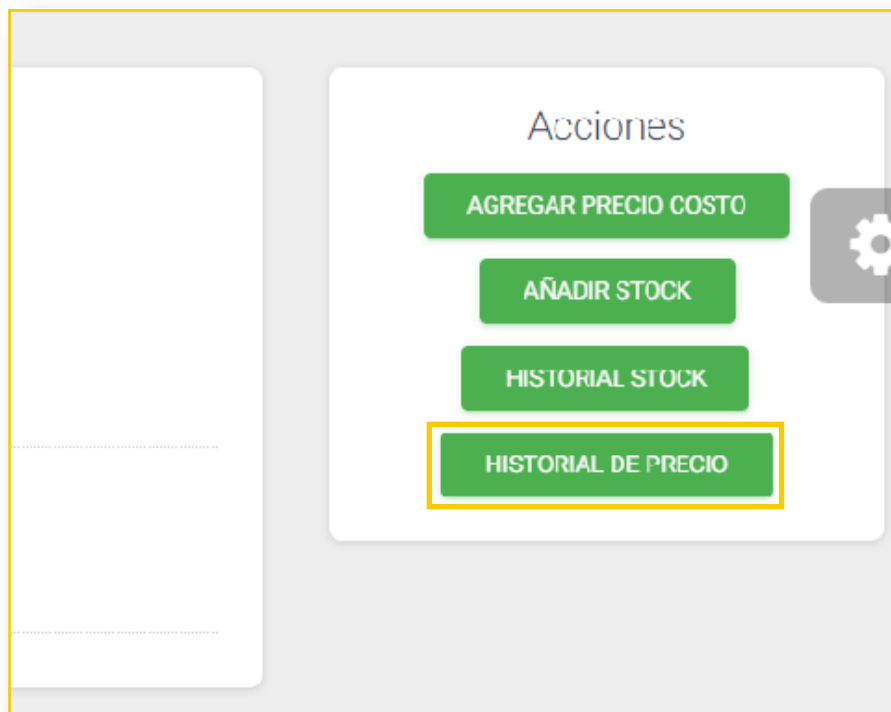 Acciones
AGREGAR PRECIO COSTO
AÑADIR STOCK
HISTORIAL STOCK
HISTORIAL DE PRECIO